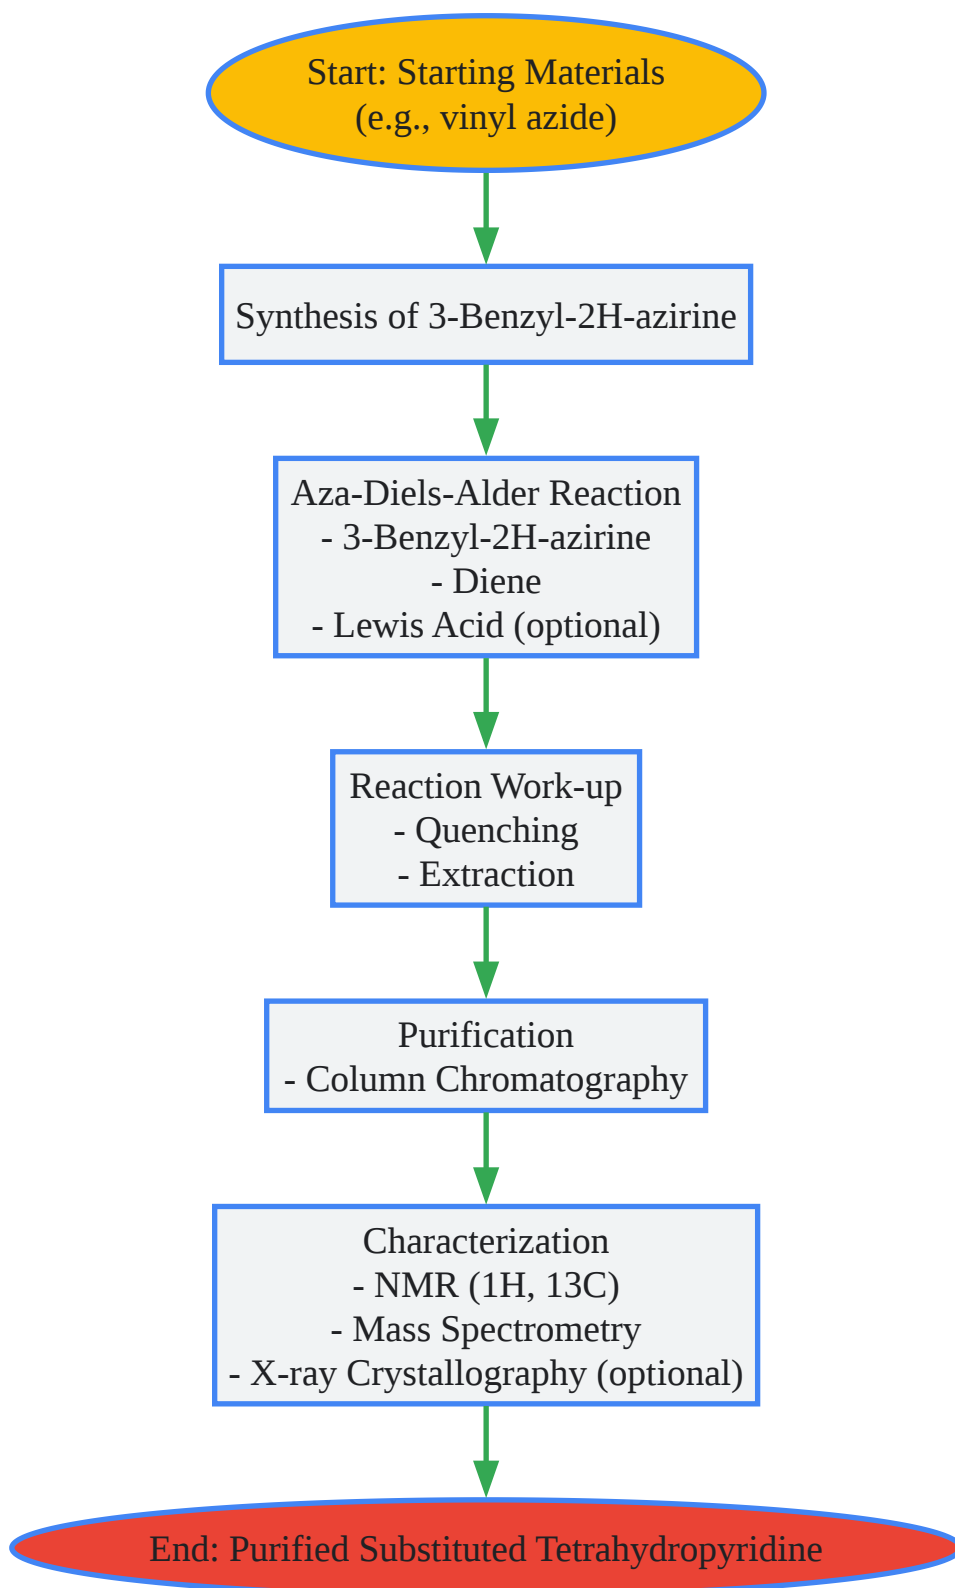 Start: Starting Materials
(e.g., vinyl azide)
Synthesis of 3-Benzyl-2H-azirine
Aza-Diels-Alder Reaction
- 3-Benzyl-2H-azirine
- Diene
- Lewis Acid (optional)
Reaction Work-up
- Quenching
- Extraction
Purification
- Column Chromatography
Characterization
- NMR (1H, 13C)
- Mass Spectrometry
- X-ray Crystallography (optional)
End: Purified Substituted Tetrahydropyridine